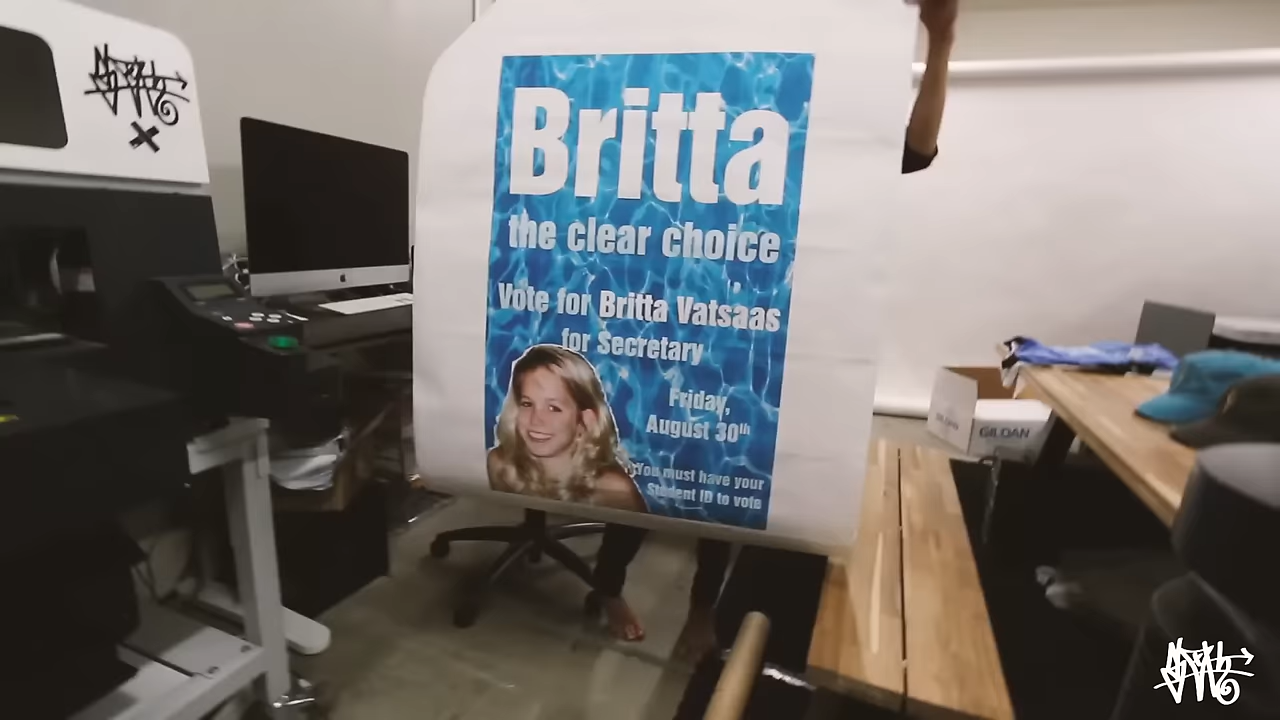 Britta
the clear choice
Vote for Britta Vatsaas
for Secretary
Friday,
August 30th
You must have your
Student ID to vote
GILDAN